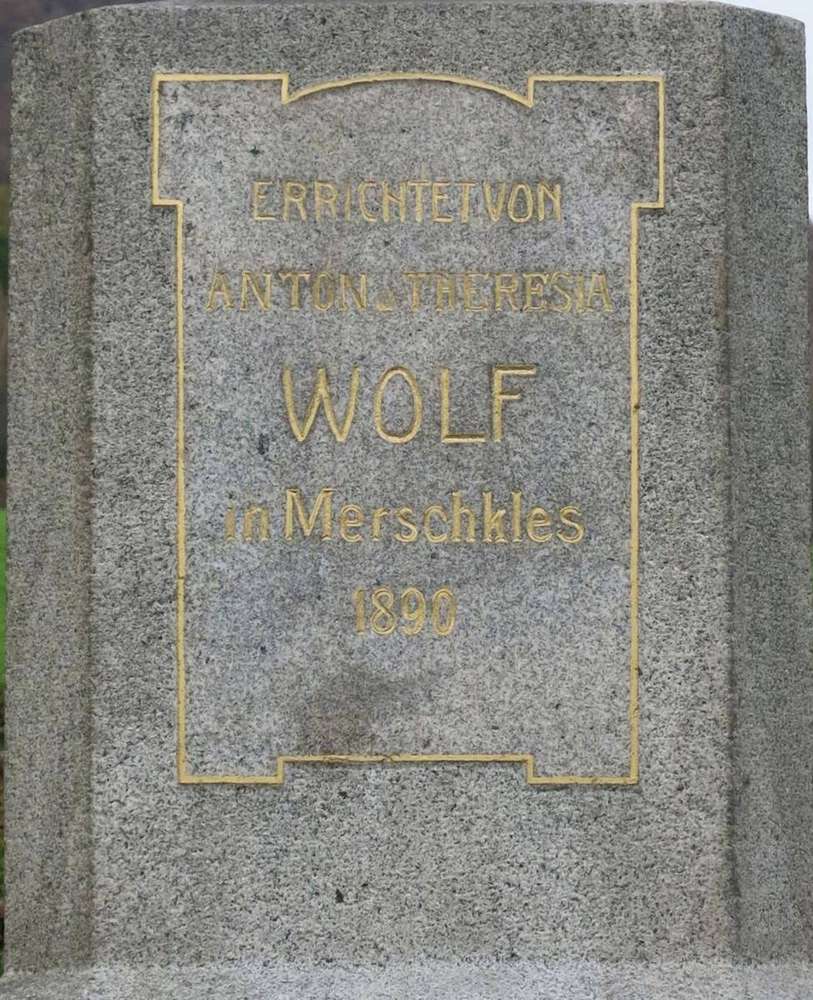 ERRICHTET VON
ANTON u. THERESIA
WOLF
in Merschkles
1890